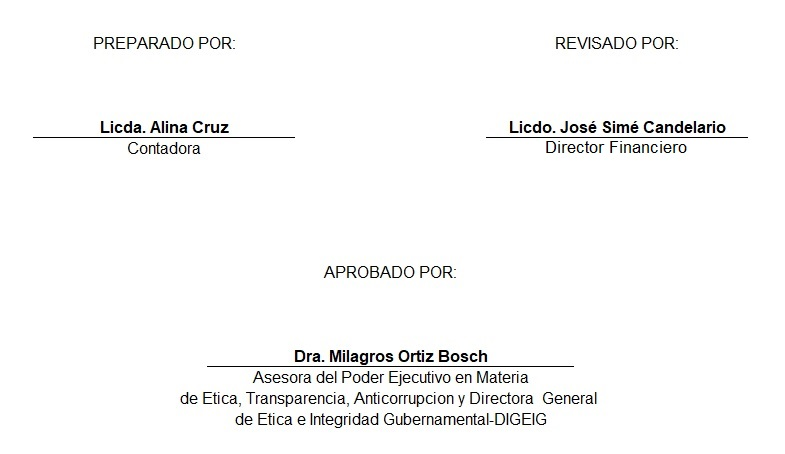 PREPARADO POR:
REVISADO POR:
Licda. Alina Cruz
Contadora
Licdo. José Simé Candelario
Director Financiero
APROBADO POR:
Dra. Milagros Ortiz Bosch
Asesora del Poder Ejecutivo en Materia
de Etica, Transparencia, Anticorrupcion y Directora General
de Etica e Integridad Gubernamental-DIGEIG